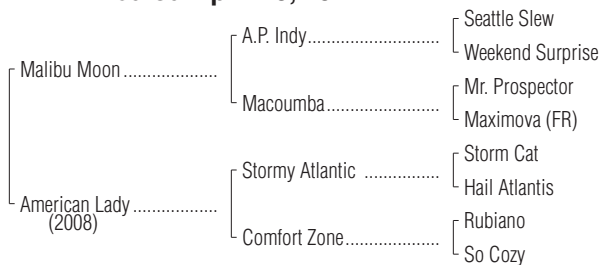 Seattle Slew
A.P. Indy
Weekend Surprise
Malibu Moon
Mr. Prospector
Macoumba
Maximova (FR)
Storm Cat
Stormy Atlantic
Hail Atlantis
American Lady
(2008)
Rubiano
Comfort Zone
So Cozy